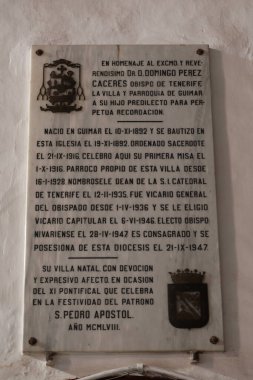 EN HOMENAJE AL EXCMO. Y REVE-
RENDISIMO DR. D. DOMINGO PEREZ
CACERES OBISPO DE TENERIFE
LA VILLA Y PARROQUIA DE GUIMAR
A SU HIJO PREDILECTO PARA PER-
PETUA RECORDACION.
NACIO EN GUIMAR EL 10-XI-1892 Y SE BAUTIZO EN
ESTA IGLESIA EL 19-XI-1892. ORDENADO SACERDOTE
EL 21-IX-1916. CELEBRO AQUI SU PRIMERA MISA EL
1-X-1916. PARROCO PROPIO DE ESTA VILLA DESDE
16-1-1928. NOMBROSELE DEAN DE LA S.I.CATEDRAL
DE TENERIFE EL 12-11-1935. FUE VICARIO GENERAL
DEL OBISPADO DESDE 1-IV-1936 Y SE LE ELIGIO
VICARIO CAPITULAR EL 6-VI-1946. ELECTO OBISPO
NIVARIENSE EL 28-IV-1947 ES CONSAGRADO Y SE
POSESIONA DE ESTA DIOCESIS EL 21-IX-1947.
SU VILLA NATAL CON DEVOCION
Y EXPRESIVO AFECTO, EN OCASION
DEL XI PONTIFICAL QUE CELEBRA
EN LA FESTIVIDAD DEL PATRONO
S. PEDRO APOSTOL.
AÑO, MCMLVIII.